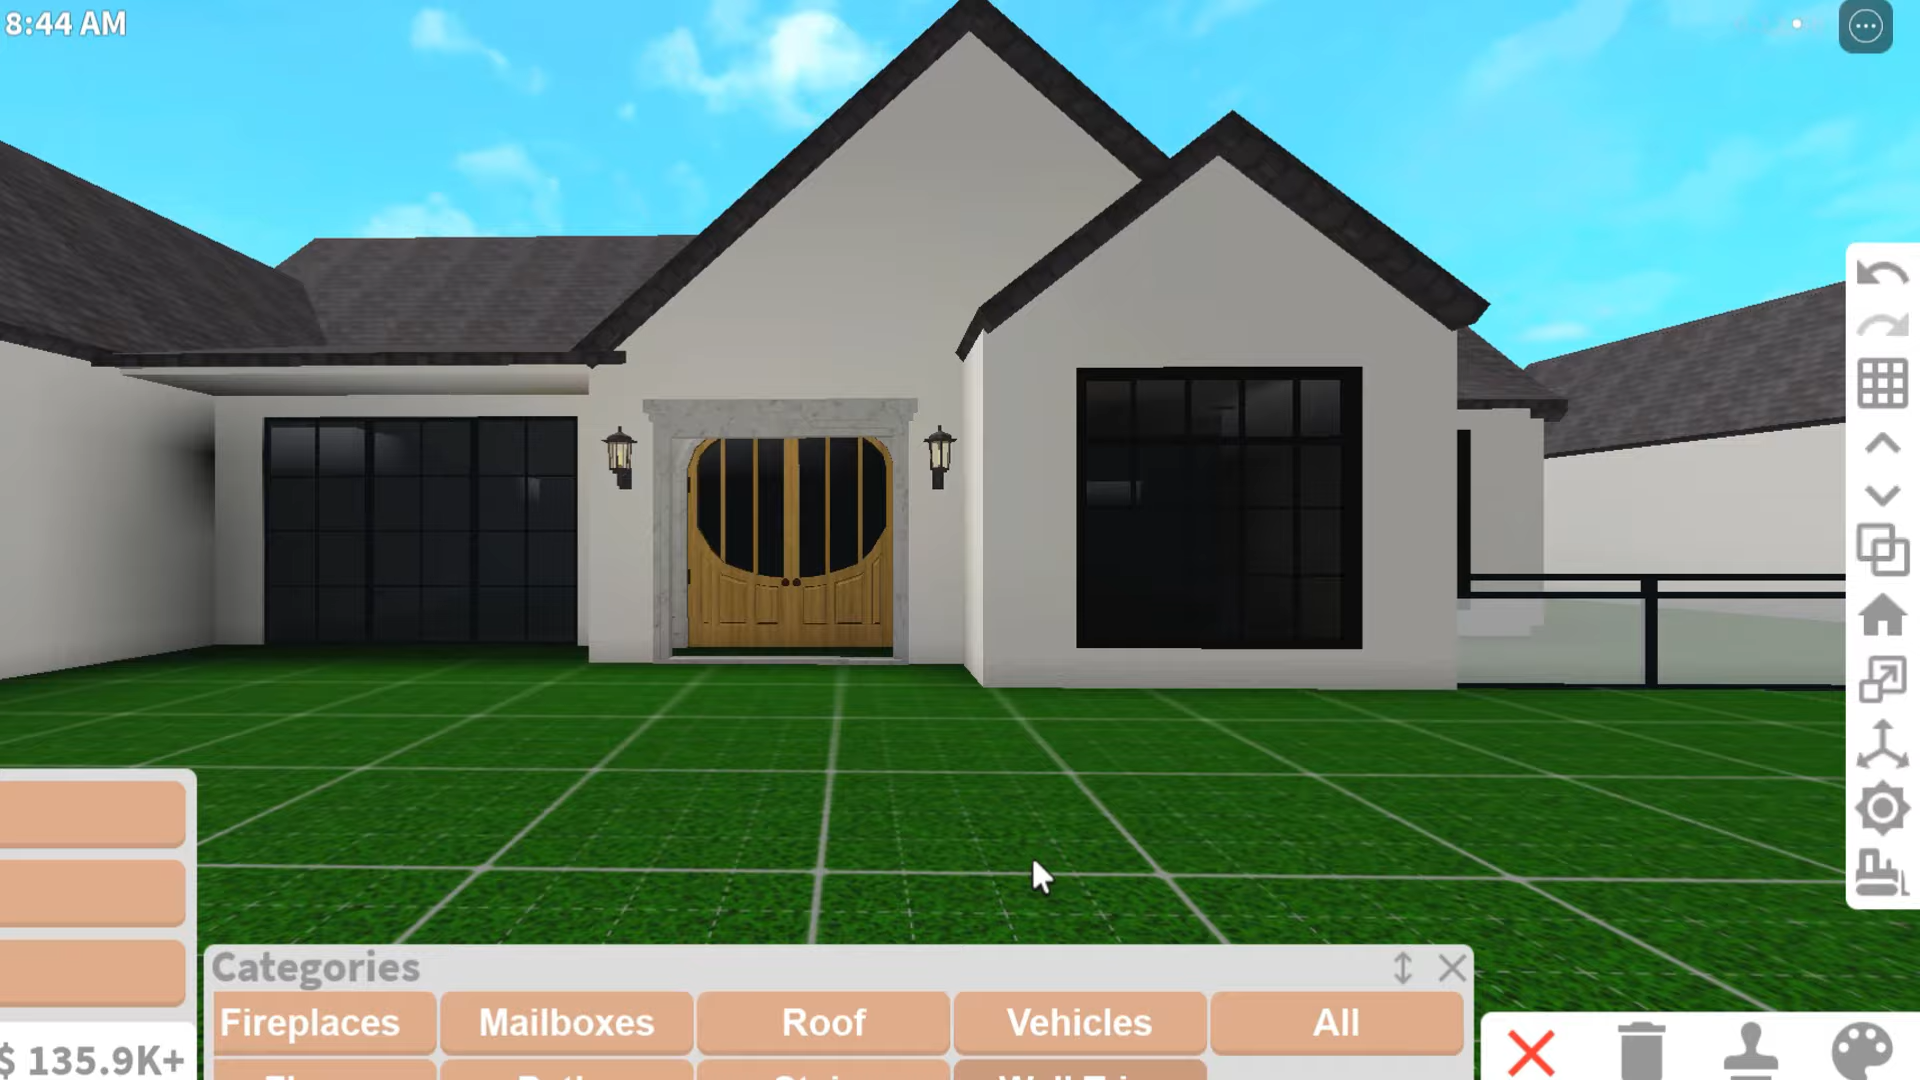 8:44 AM
Categories
Fireplaces Mailboxes Roof Vehicles All
$ 135.9K+